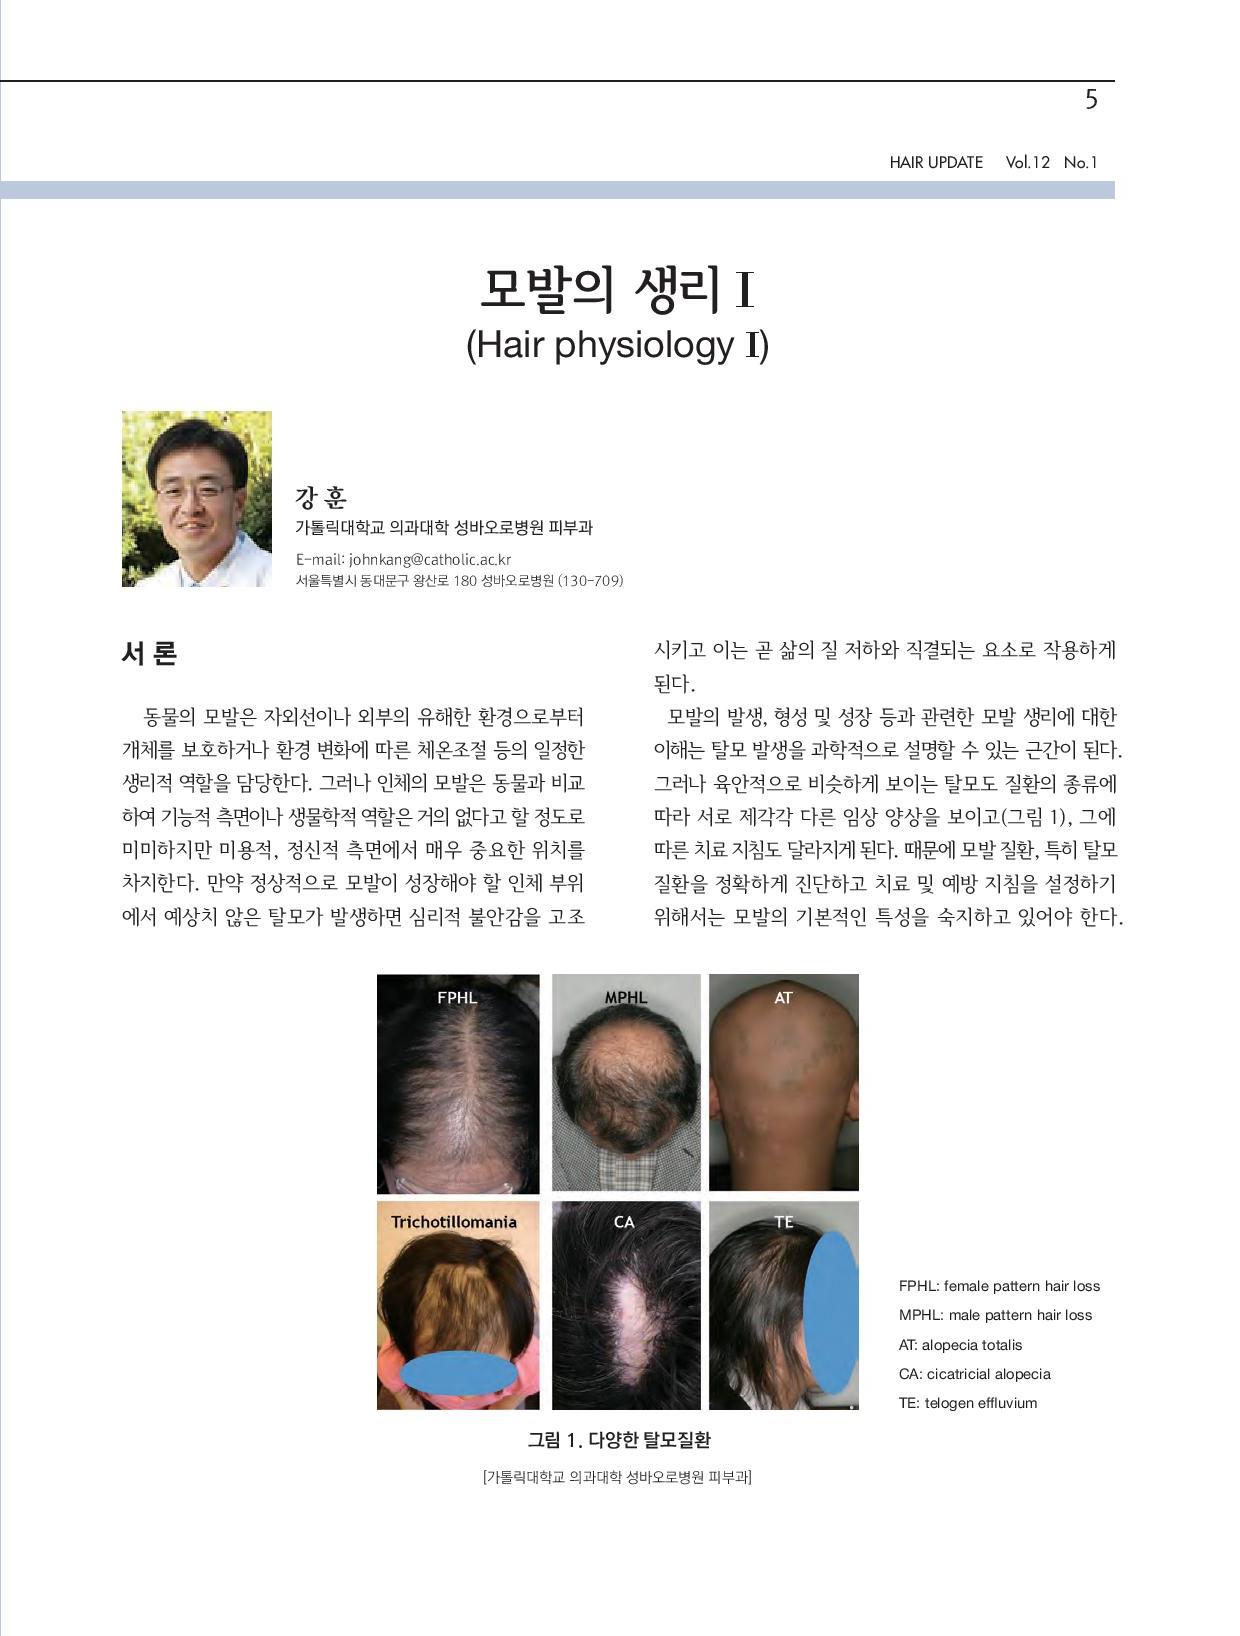 5
HAIR UPDATE Vol.12 No.1
모발의 생리 I
(Hair physiology I)
강 훈
가톨릭대학교 의과대학 성바오로병원 피부과
E-mail: johnkang@catholic.ac.kr
서울특별시 동대문구 왕산로 180 성바오로병원 (130-709)
서 론
동물의 모발은 자외선이나 외부의 유해한 환경으로부터
개체를 보호하거나 환경 변화에 따른 체온조절 등의 일정한
생리적 역할을 담당한다. 그러나 인체의 모발은 동물과 비교
하여 기능적 측면이나 생물학적 역할은 거의 없다고 할 정도로
미미하지만 미용적, 정신적 측면에서 매우 중요한 위치를
차지한다. 만약 정상적으로 모발이 성장해야 할 인체 부위
에서 예상치 않은 탈모가 발생하면 심리적 불안감을 고조
시키고 이는 곧 삶의 질 저하와 직결되는 요소로 작용하게
된다.
모발의 발생, 형성 및 성장 등과 관련한 모발 생리에 대한
이해는 탈모 발생을 과학적으로 설명할 수 있는 근간이 된다.
그러나 육안적으로 비슷하게 보이는 탈모도 질환의 종류에
따라 서로 제각각 다른 임상 양상을 보이고(그림 1), 그에
따른 치료 지침도 달라지게 된다. 때문에 모발 질환, 특히 탈모
질환을 정확하게 진단하고 치료 및 예방 지침을 설정하기
위해서는 모발의 기본적인 특성을 숙지하고 있어야 한다.
FPHL
MPHL
AT
Trichotillomania
CA
TE
FPHL: female pattern hair loss
MPHL: male pattern hair loss
AT: alopecia totalis
CA: cicatricial alopecia
TE: telogen effluvium
그림 1. 다양한 탈모질환
[가톨릭대학교 의과대학 성바오로병원 피부과]